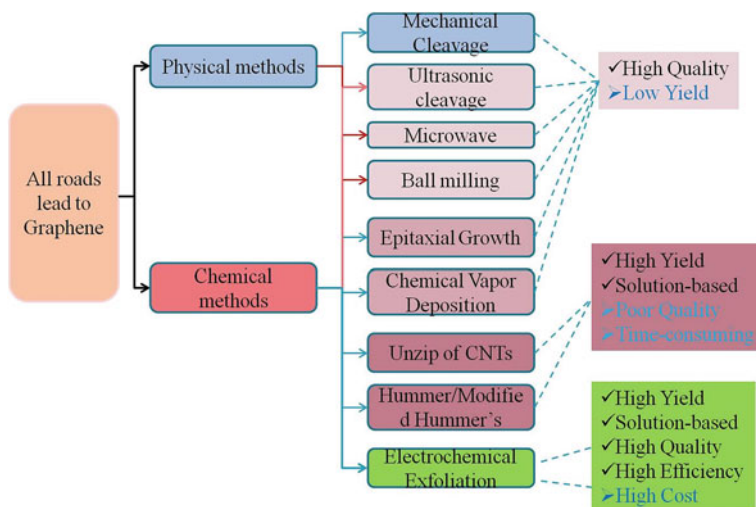 All roads
lead to
Graphene
Physical methods
Chemical
methods
Mechanical
Cleavage
Ultrasonic
cleavage
Microwave
Ball milling
Epitaxial Growth
Chemical Vapor
Deposition
Unzip of CNTs
Hummer/Modifie
d Hummer's
Electrochemical
Exfoliation
✓High Quality
➢Low Yield
✓High Yield
✓Solution-based
➢Poor Quality
➢Time-consuming
✓High Yield
✓Solution-based
✓High Quality
✓High Efficiency
➢High Cost